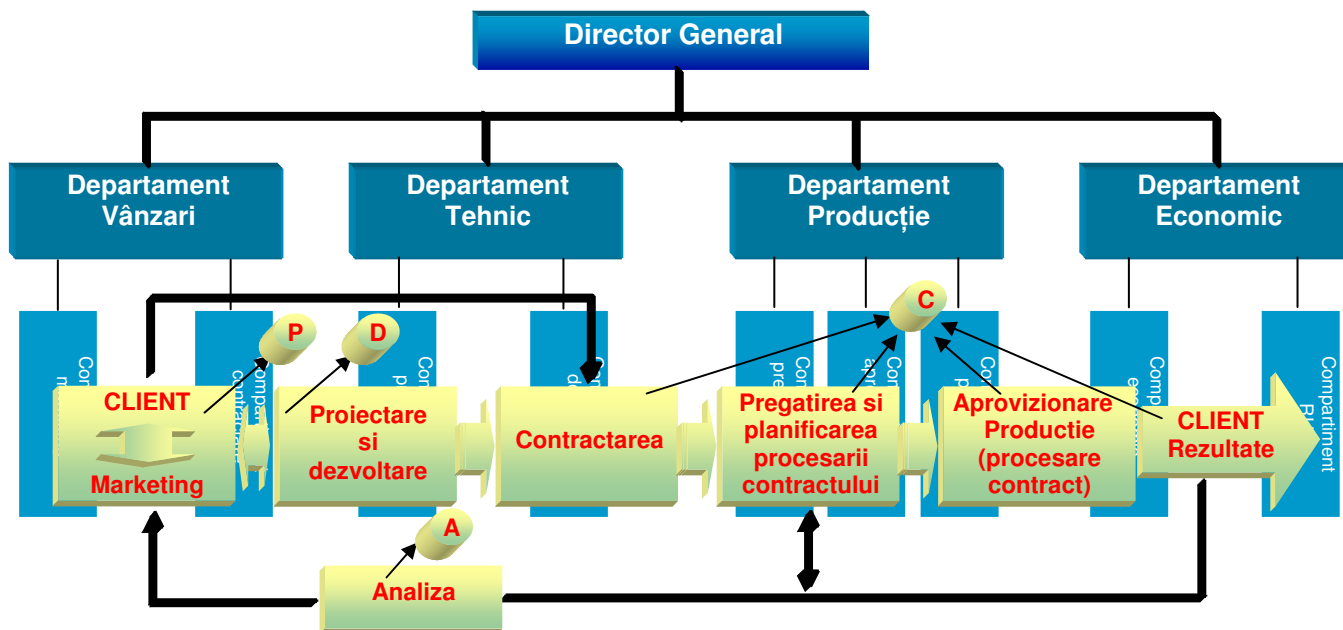 Director General
Departament
Vânzari
Departament
Tehnic
Departament
Producție
Departament
Economic
P
D
C
CLIENT
Marketing
Proiectare
si
dezvoltare
Contractarea
Pregatirea si
planificarea
procesarii
contractului
Aprovizionare
Productie
(procesare
contract)
CLIENT
Rezultate
Compartiment
A
Analiza